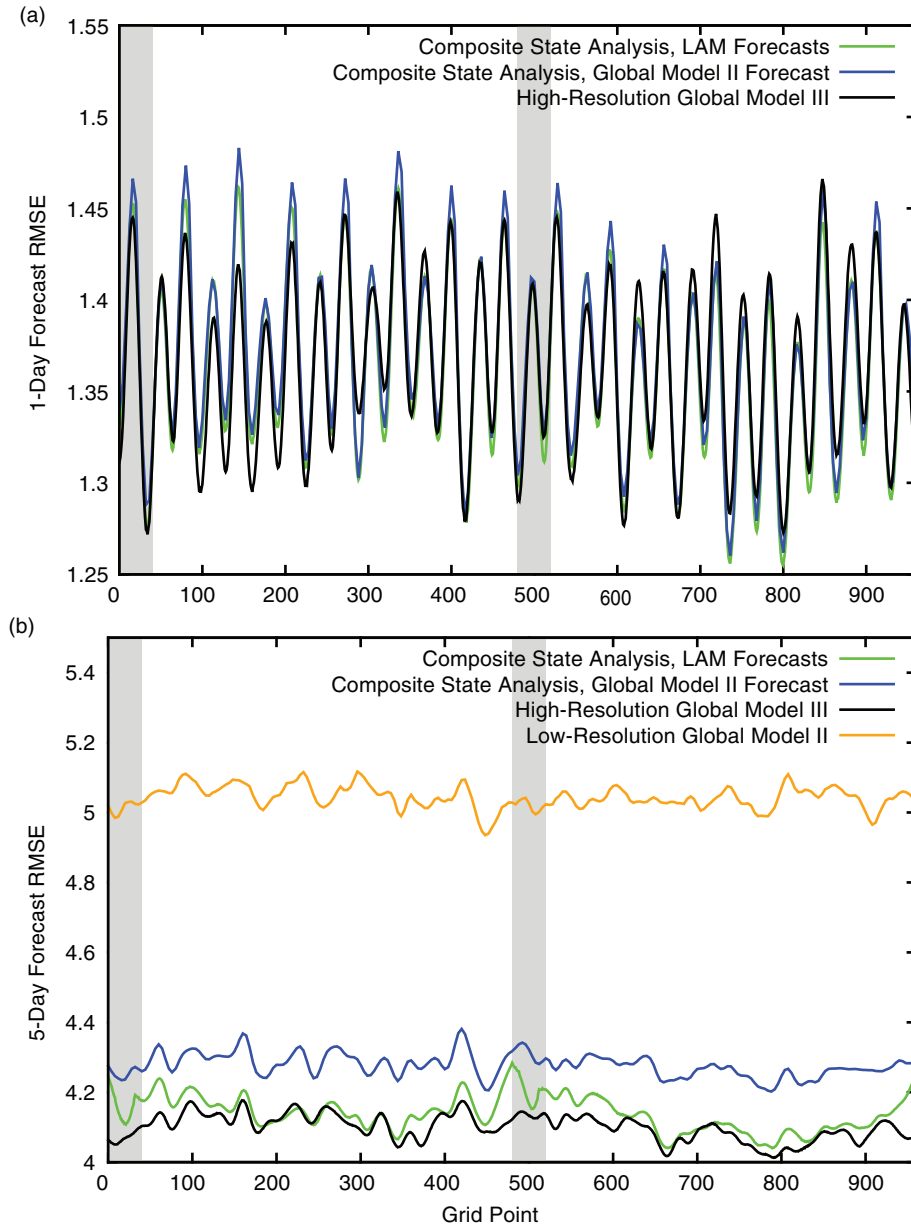 (a)
1.55
1.5
1.45
1.4
1.35
1.3
1.25
1-Day Forecast RMSE
Composite State Analysis, LAM Forecasts
Composite State Analysis, Global Model II Forecast
High-Resolution Global Model III
0 100 200 300 400 500 600 700 800 900
(b)
5.4
5.2
5
4.8
4.6
4.4
4.2
4
5-Day Forecast RMSE
Composite State Analysis, LAM Forecasts
Composite State Analysis, Global Model II Forecast
High-Resolution Global Model III
Low-Resolution Global Model II
0 100 200 300 400 500 600 700 800 900
Grid Point